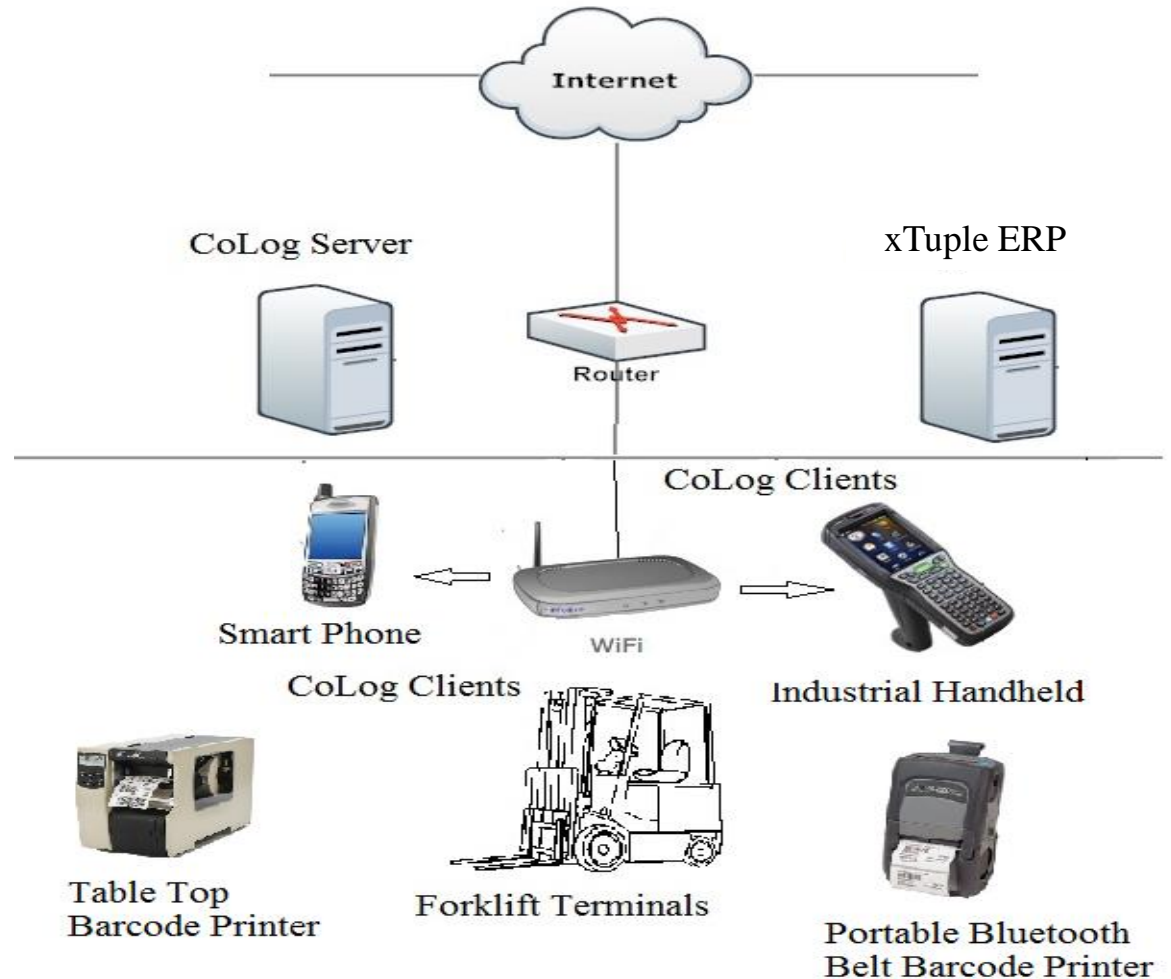 Internet
CoLog Server
xTuple ERP
Router
CoLog Clients
Smart Phone
WiFi
CoLog Clients
Industrial Handheld
Table Top
Barcode Printer
Forklift Terminals
Portable Bluetooth
Belt Barcode Printer